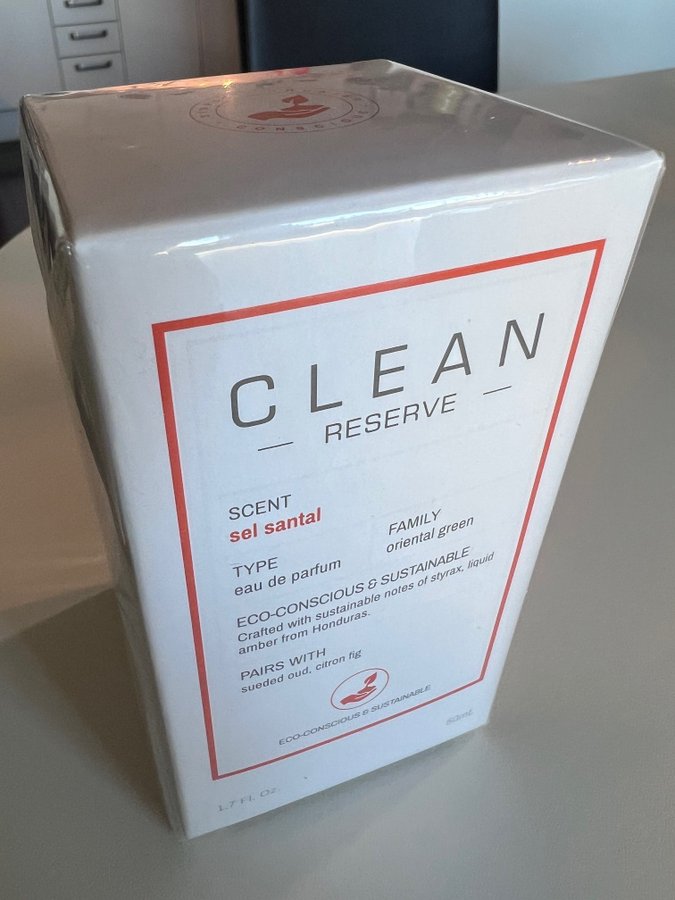 CLEAN
RESERVE
SCENT
sel santal
TYPE
eau de parfum
FAMILY
oriental green
ECO-CONSCIOUS & SUSTAINABLE
Crafted with sustainable notes of styrax, liquid
amber from Honduras.
PAIRS WITH
sueded oud, citron fig
ECO-CONSCIOUS & SUSTAINABLE
1.7 Fl. Oz.
50ml